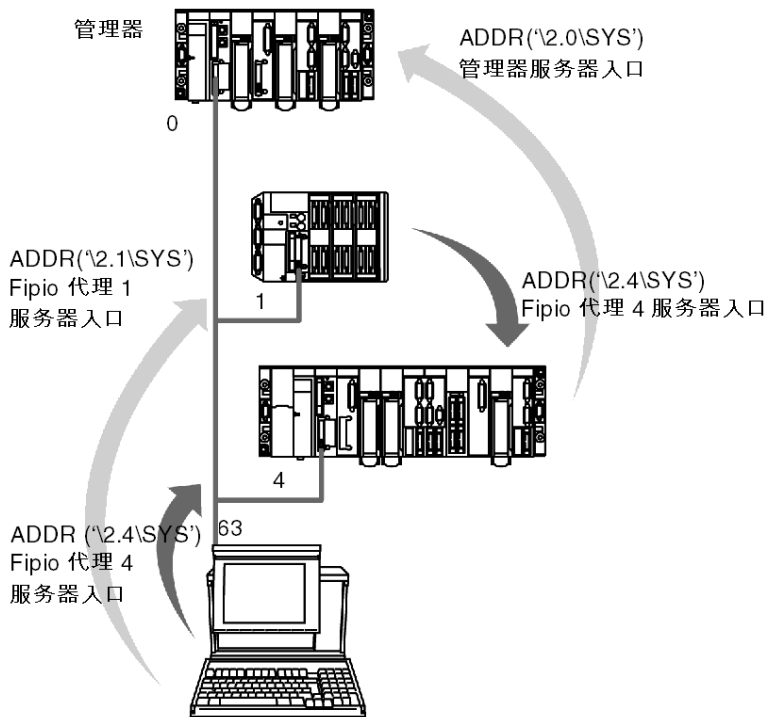 管理器
ADDR('\2.0\SYS')
管理器服务器入口
0
ADDR('\2.1\SYS')
Fipio 代理 1
服务器入口
1
ADDR('\2.4\SYS')
Fipio 代理 4 服务器入口
4
63
ADDR ('\2.4\SYS')
Fipio 代理 4
服务器入口